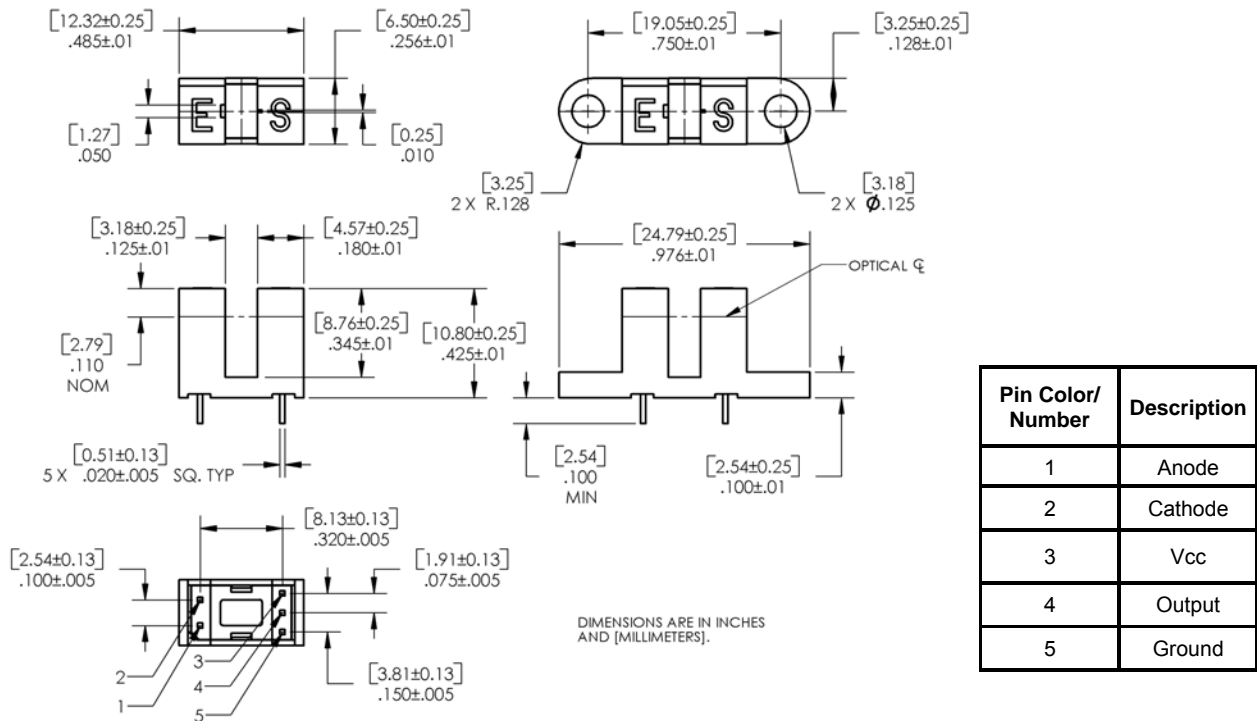 [12.32±0.25]
.485±.01
[6.50±0.25]
.256±.01
[19.05±0.25]
.750±.01
[3.25±0.25]
.128±.01
E S
E S
[1.27]
.050
[0.25]
.010
[3.25]
2 X R.128
[3.18]
2 X Ø.125
[3.18±0.25]
.125±.01
[4.57±0.25]
.180±.01
[24.79±0.25]
.976±.01
OPTICAL ℄
[8.76±0.25]
.345±.01
[10.80±0.25]
.425±.01
[2.79]
.110
NOM
[0.51±0.13]
5 X .020±.005 SQ. TYP
[2.54]
.100
MIN
[2.54±0.25]
.100±.01
[8.13±0.13]
.320±.005
[2.54±0.13]
.100±.005
[1.91±0.13]
.075±.005
2
1
3
4
5
[3.81±0.13]
.150±.005
DIMENSIONS ARE IN INCHES
AND [MILLIMETERS].
Pin Color/
Number
Description
1 Anode
2 Cathode
3 Vcc
4 Output
5 Ground